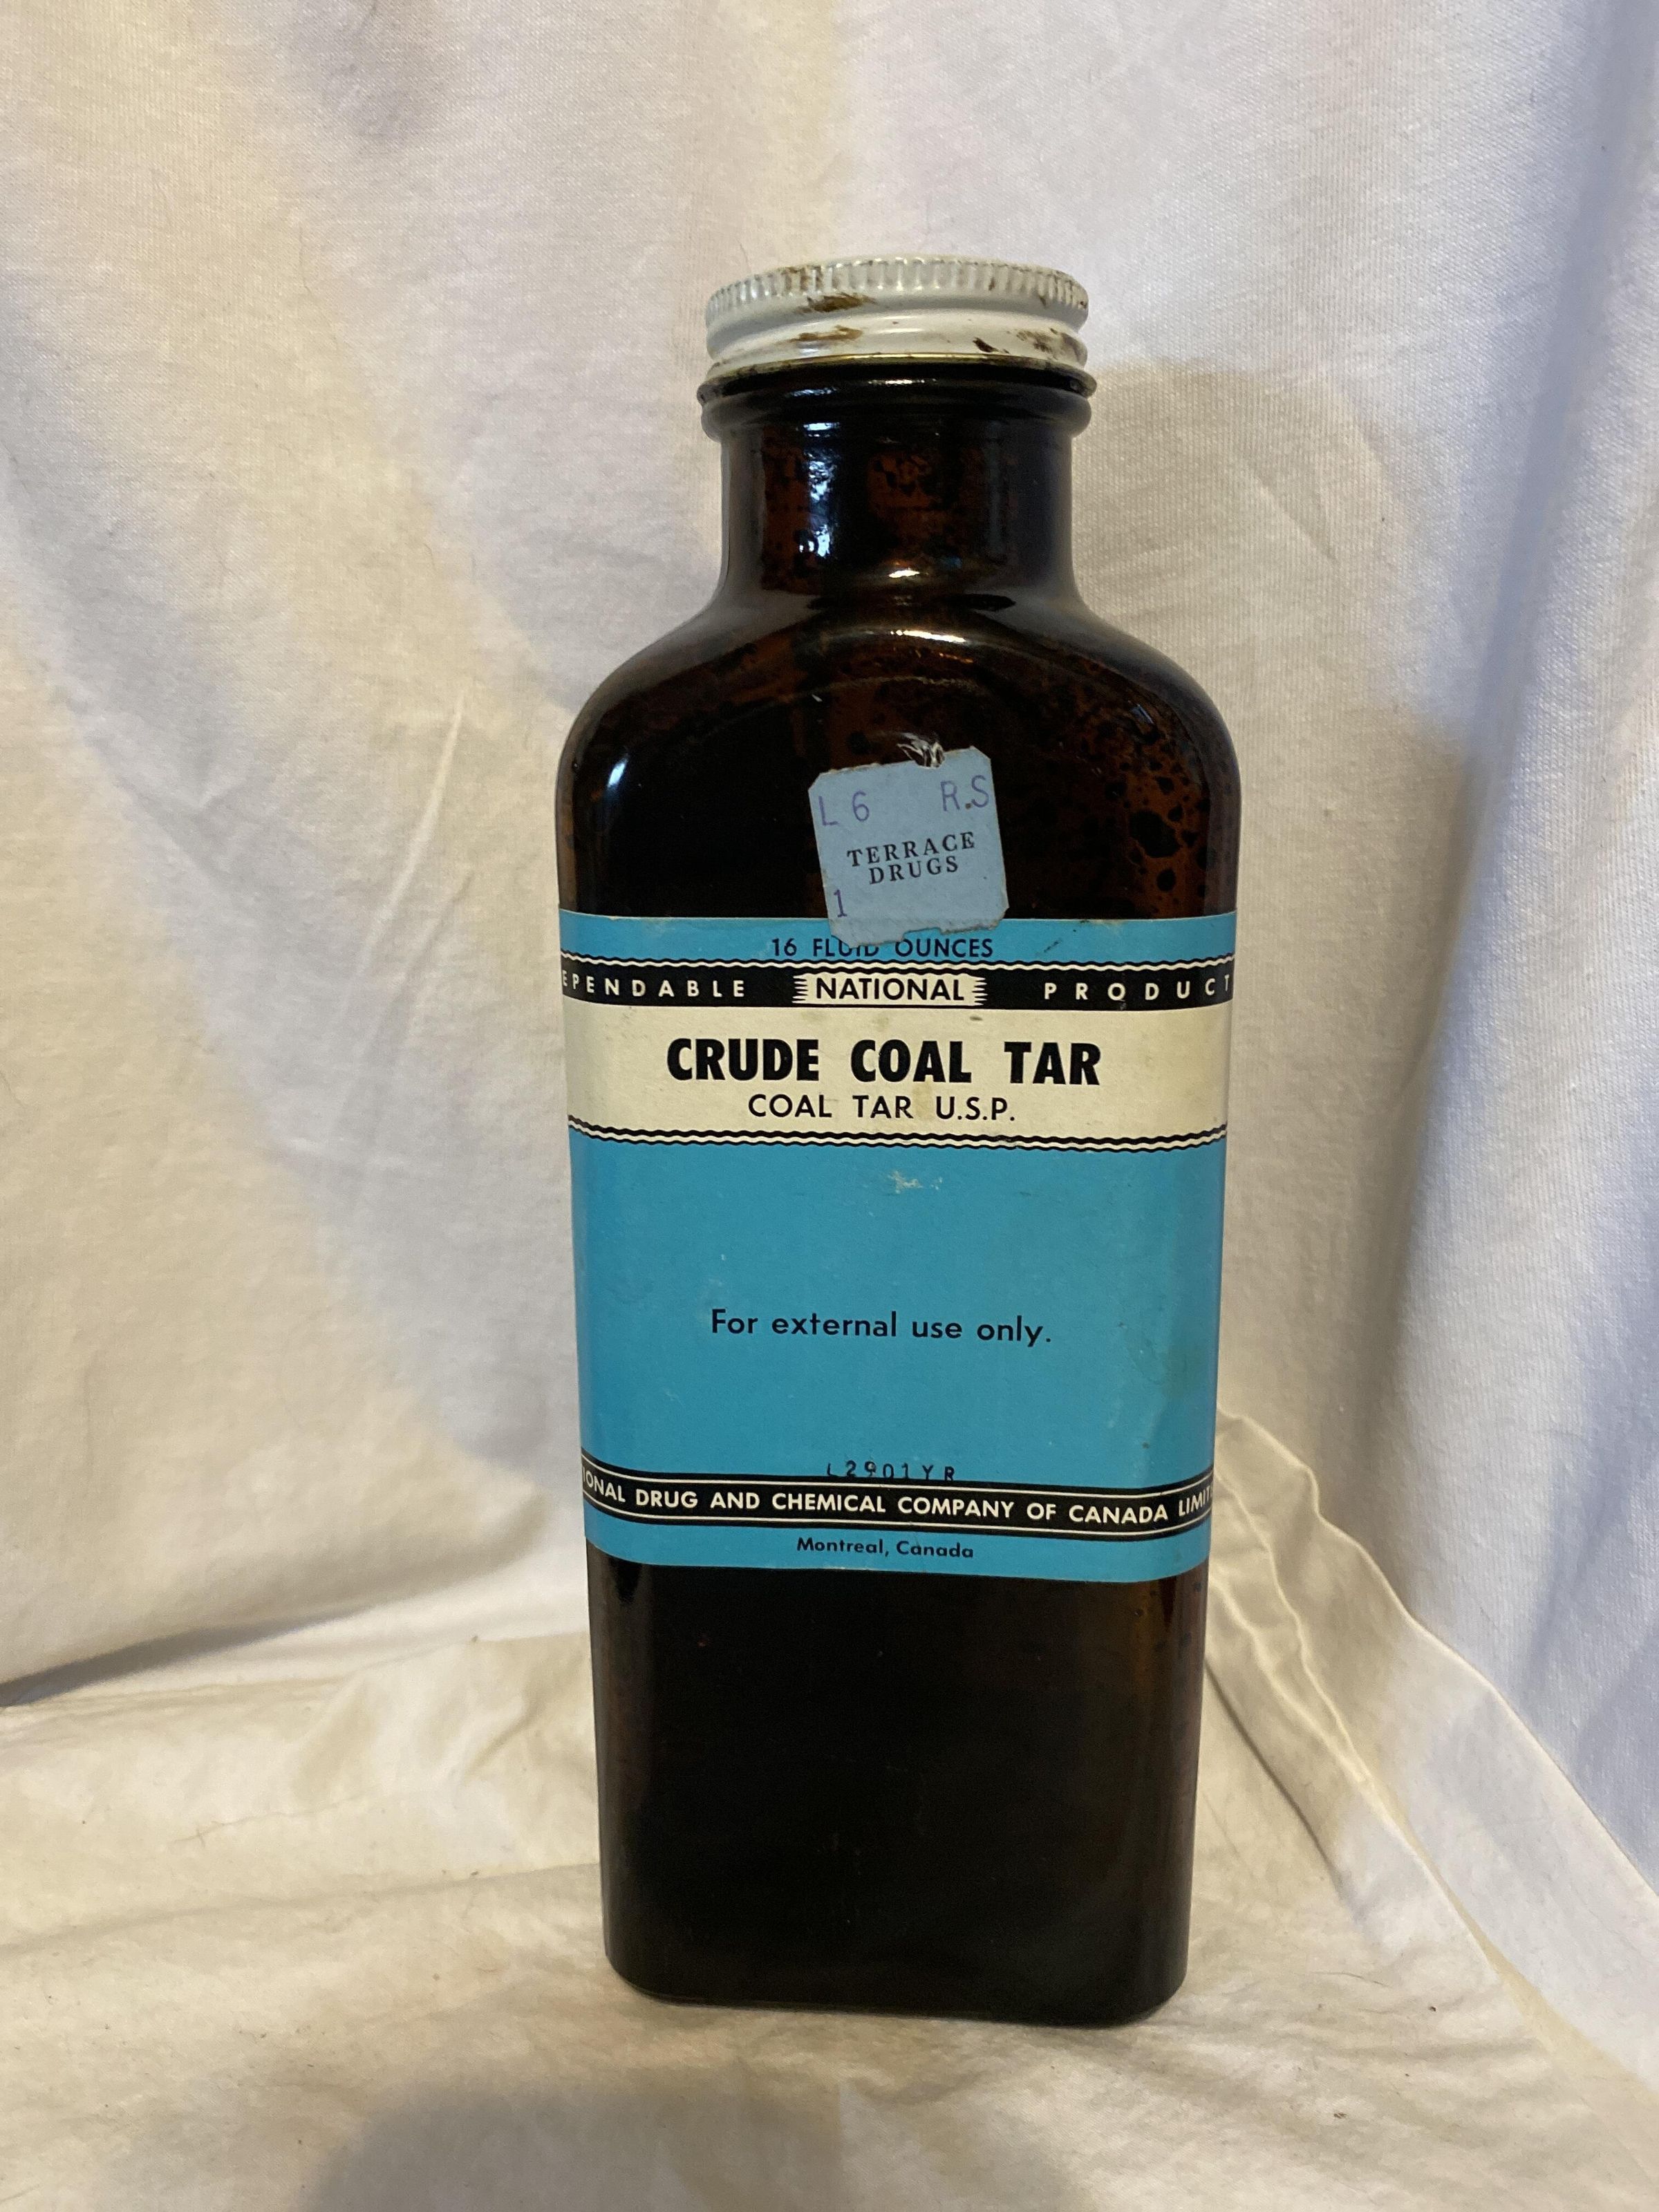 L 6 R.S
TERRACE
DRUGS
1
16 FLUID OUNCES
EPENDABLE NATIONAL PRODUCT
CRUDE COAL TAR
COAL TAR U.S.P.
For external use only.
L2901YR
IONAL DRUG AND CHEMICAL COMPANY OF CANADA LIMIT
Montreal, Canada